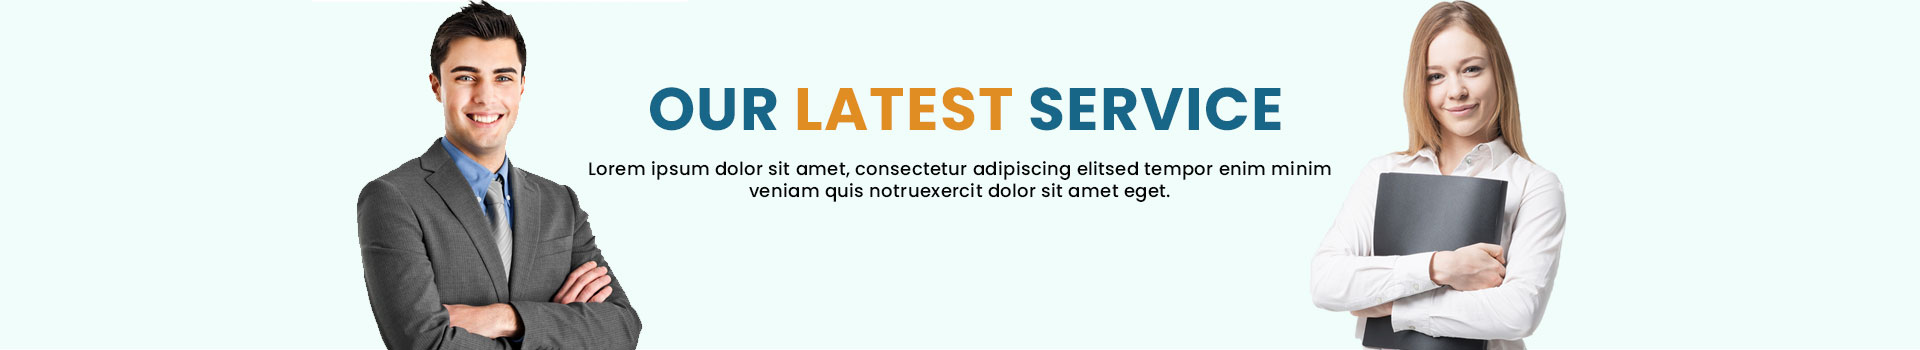 OUR LATEST SERVICE
Lorem ipsum dolor sit amet, consectetur adipiscing elitsed tempor enim minim
veniam quis notruexercit dolor sit amet eget.